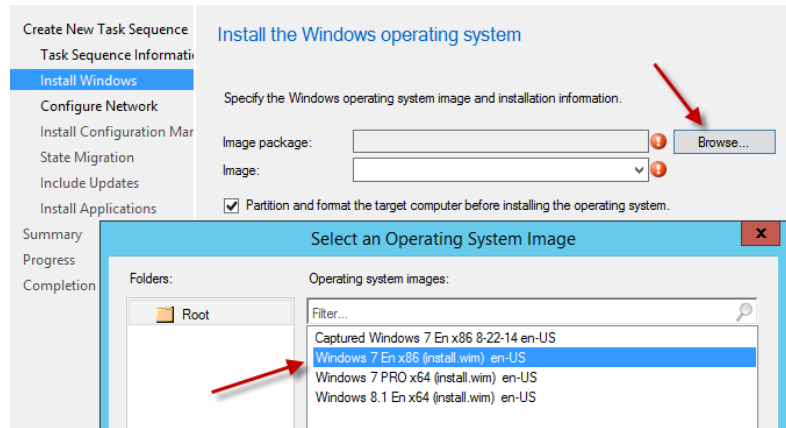 Create New Task Sequence
Task Sequence Informati
Install Windows
Configure Network
Install Configuration Mar
State Migration
Include Updates
Install Applications
Summary
Progress
Completion
Install the Windows operating system
Specify the Windows operating system image and installation information.
Image package:
Browse...
Image:
Partition and format the target computer before installing the operating system.
Select an Operating System Image
x
Folders:
Root
Operating system images:
Filter...
Captured Windows 7 En x86 8-22-14 en-US
Windows 7 En x86 (install.wim) en-US
Windows 7 PRO x64 (install.wim) en-US
Windows 8.1 En x64 (install.wim) en-US